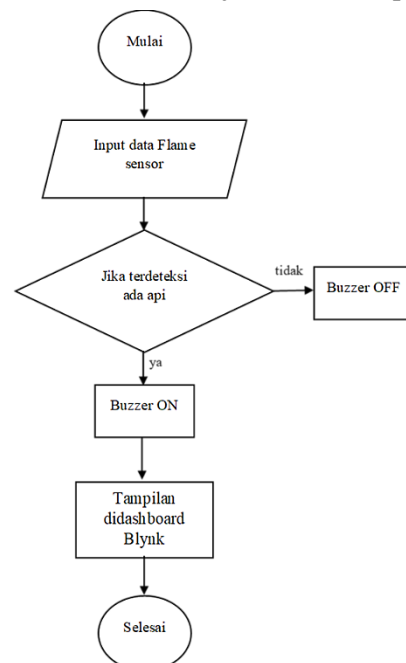 Mulai
Input data Flame
sensor
Jika terdeteksi
ada api
tidak
Buzzer OFF
ya
Buzzer ON
Tampilan
didashboard
Blynk
Selesai